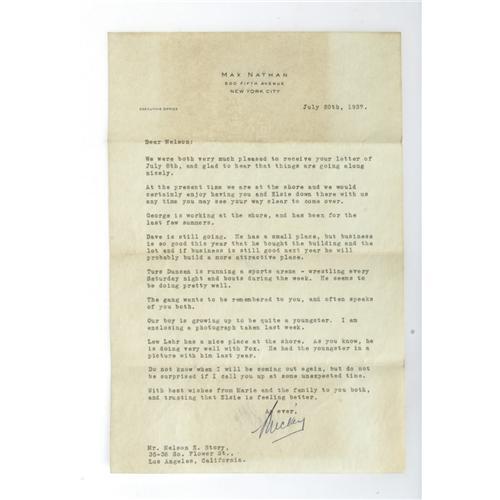 MAX NATHAN
500 FIFTH AVENUE
NEW YORK CITY
EXECUTIVE OFFICE
July 20th, 1937.
Dear Nelson:
We were both very much pleased to receive your letter of
July 8th, and glad to hear that things are going along
nicely.
At the present time we are at the shore and we would
certainly enjoy having you and Elsie down there with us
any time you may see your way clear to come over.
George is working at the shore, and has been for the
last few summers.
Dave is still going. He has a small place, but business
is so good this year that he bought the building and the
lot and if business is still good next year he will
probably build a more attractive place.
Turs Dunsan is running a sports arena - wrestling every
Saturday night and bouts during the week. He seems to
be doing pretty well.
The gang wants to be remembered to you, and often speaks
of you both.
Our boy is growing up to be quite a youngster. I am
enclosing a photograph taken last week.
Lew Lehr has a nice place at the shore. As you know, he
is doing very well with Fox. He had the youngster in a
picture with him last year.
Do not know when I will be coming out again, but do not
be surprised if I call you up at some unexpected time.
With best wishes from Marie and the family to you both,
and trusting that Elsie is feeling better.
As ever,
Mickey
Mr. Nelson E. Story,
35-36 So. Flower St.,
Los Angeles, California.